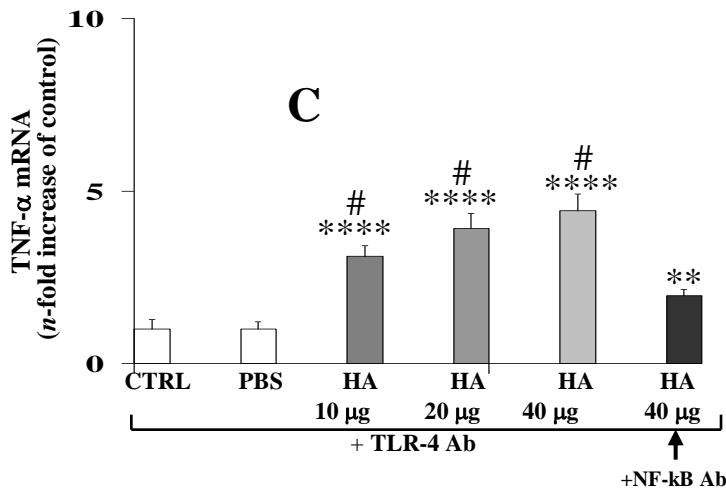 10
C
TNF-α mRNA
(n-fold increase of control)
# # #
5
**** **** ****
**
0
CTRL PBS HA HA HA HA
10 µg 20 µg 40 µg 40 µg
+ TLR-4 Ab
+NF-kB Ab